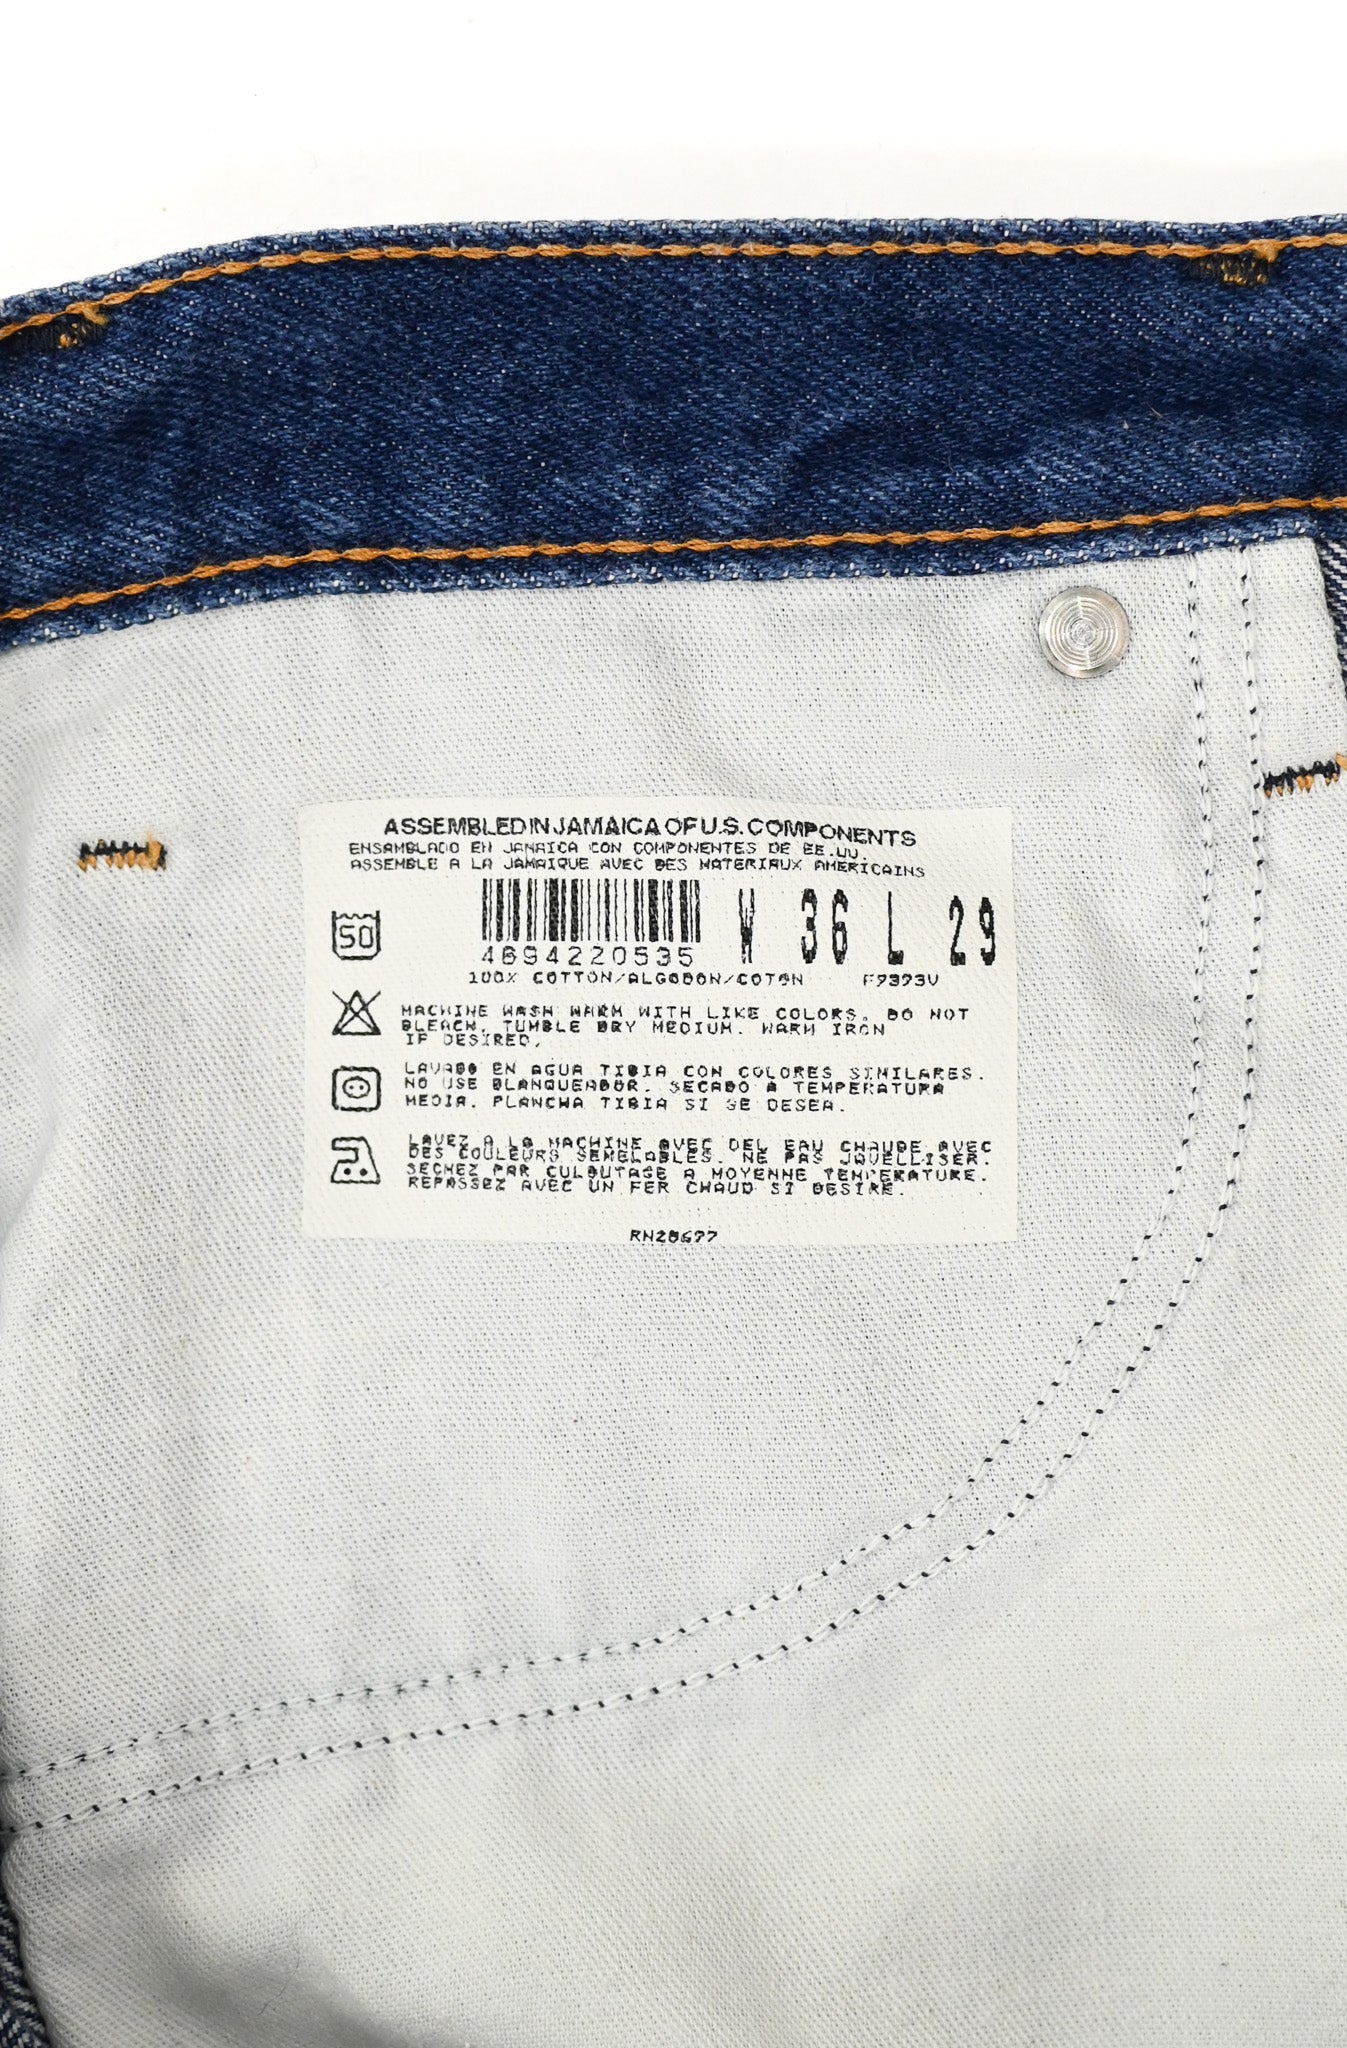 ASSEMBLED IN JAMAICA OF U.S. COMPONENTS
ENSAMBLADO EN JAMAICA CON COMPONENTES DE EE.UU.
ASSEMBLE A LA JAMAIQUE AVEC DES MATERIAUX AMERICAINS
W 36 L 29
4694220535
100% COTTON/ALGODON/COTON F9393V
50
MACHINE WASH WARM WITH LIKE COLORS. DO NOT
BLEACH. TUMBLE DRY MEDIUM. WARM IRON
IF DESIRED.
LAVADO EN AGUA TIBIA CON COLORES SIMILARES.
NO USE BLANQUEADOR. SECADO A TEMPERATURA
MEDIA. PLANCHA TIBIA SI SE DESEA.
LAVEZ A LA MACHINE AVEC DEL EAU CHAUDE AVEC
DES COULEURS SEMBLABLES. NE PAS JAVELLISER.
SECHEZ PAR CULBUTAGE A MOYENNE TEMPERATURE.
REPASSEZ AVEC UN FER CHAUD SI DESIRE.